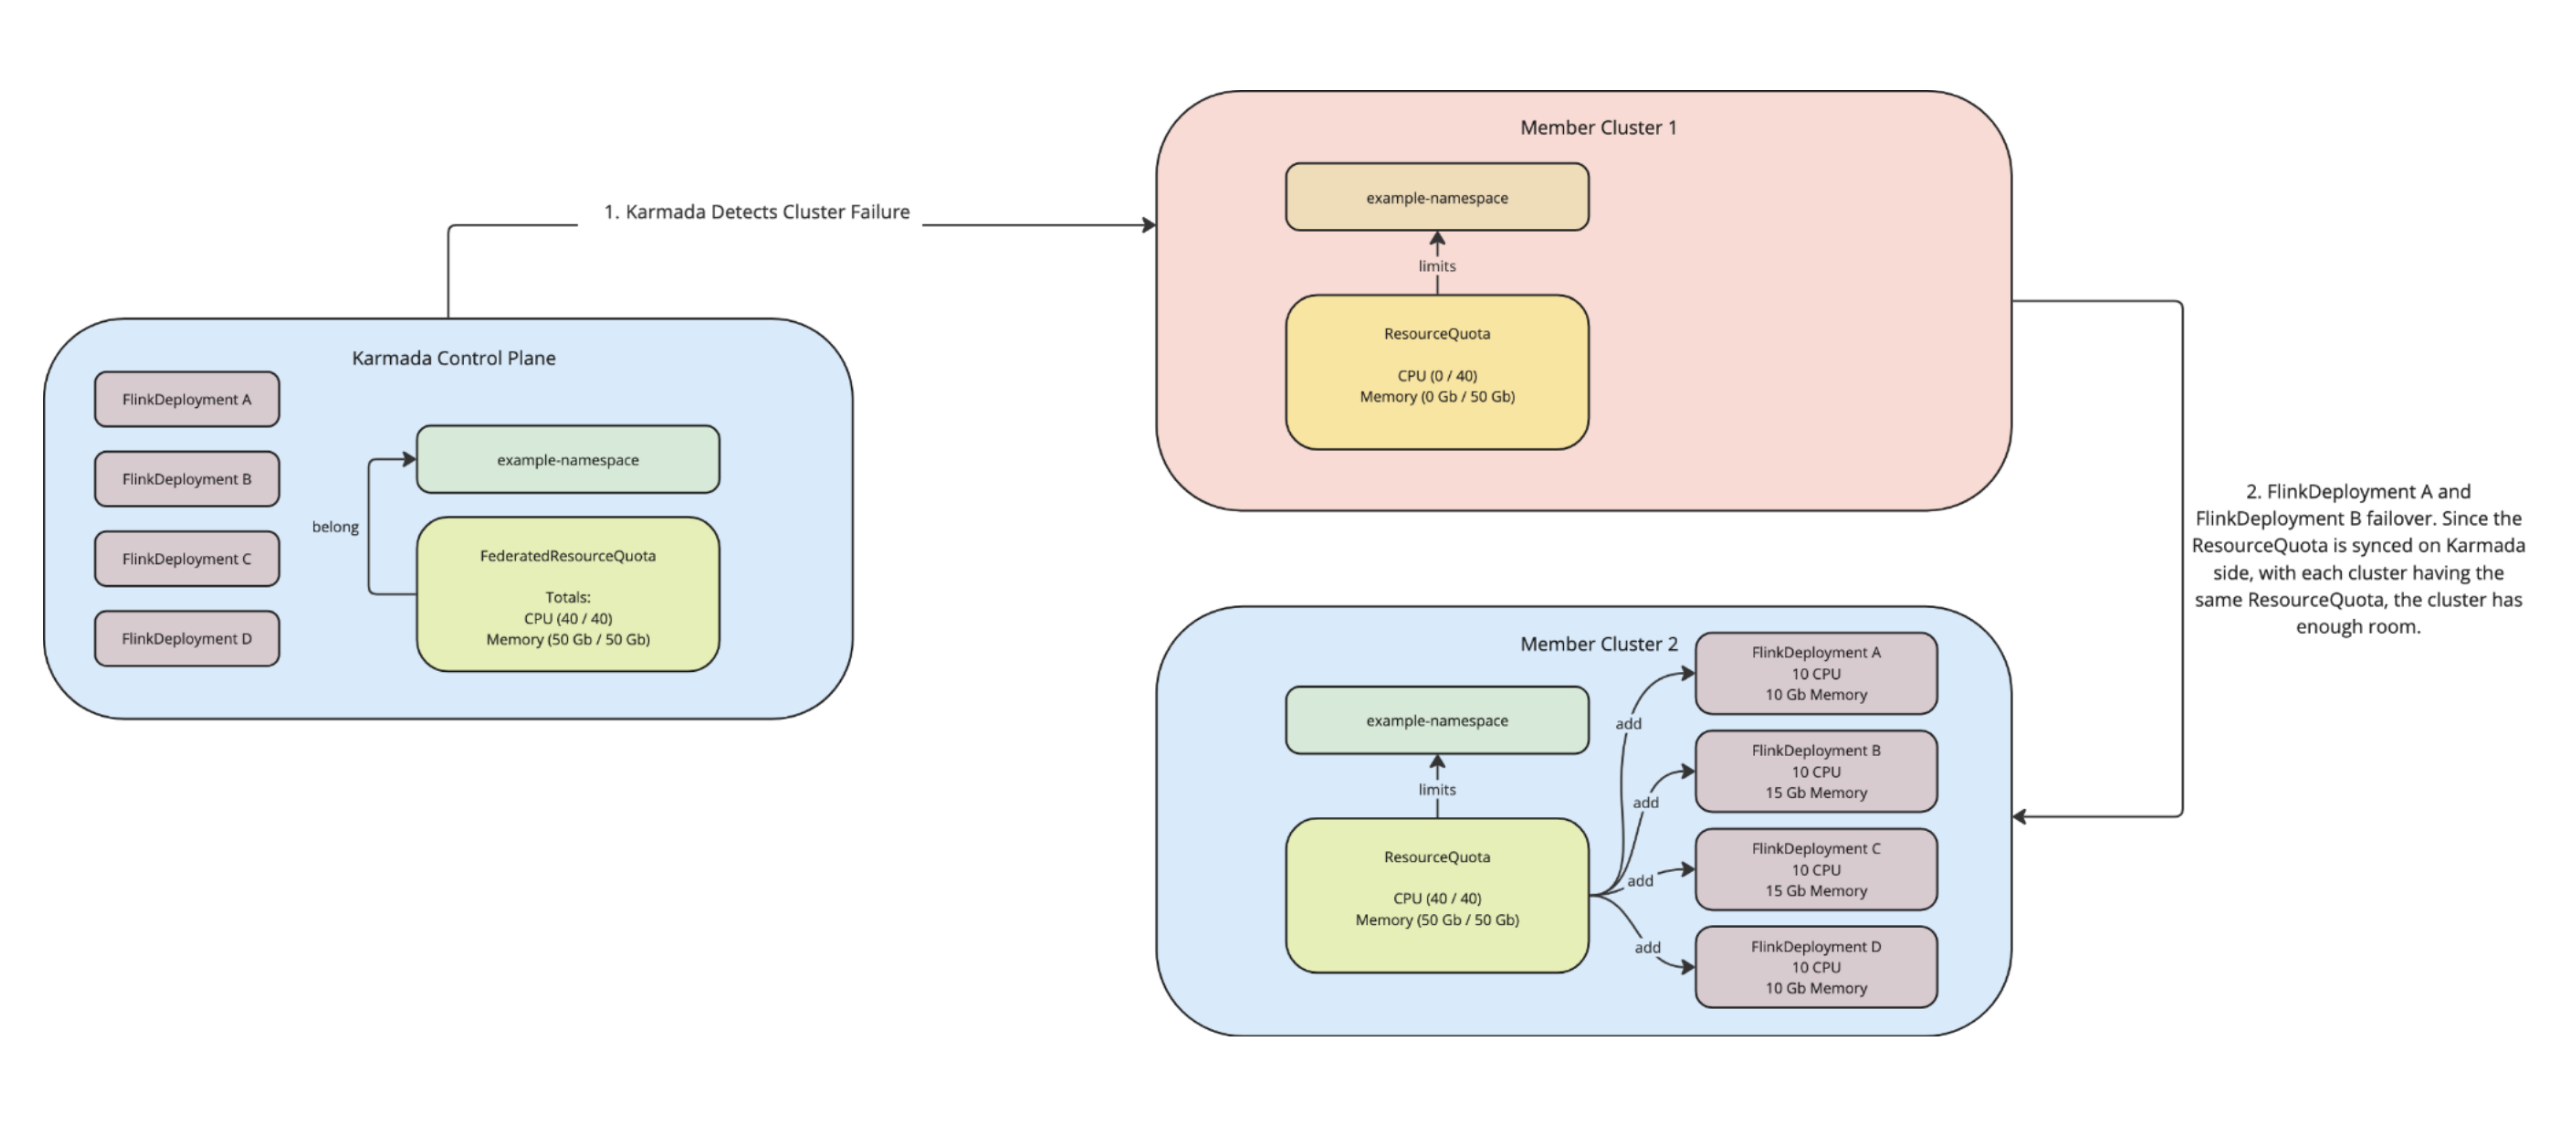 1. Karmada Detects Cluster Failure
Karmada Control Plane
FlinkDeployment A
FlinkDeployment B
FlinkDeployment C
FlinkDeployment D
belong
example-namespace
FederatedResourceQuota
Totals:
CPU (40 / 40)
Memory (50 Gb / 50 Gb)
Member Cluster 1
example-namespace
limits
ResourceQuota
CPU (0 / 40)
Memory (0 Gb / 50 Gb)
2. FlinkDeployment A and
FlinkDeployment B failover. Since the
ResourceQuota is synced on Karmada
side, with each cluster having the
same ResourceQuota, the cluster has
enough room.
Member Cluster 2
example-namespace
limits
ResourceQuota
CPU (40 / 40)
Memory (50 Gb / 50 Gb)
add
add
add
add
FlinkDeployment A
10 CPU
10 Gb Memory
FlinkDeployment B
10 CPU
15 Gb Memory
FlinkDeployment C
10 CPU
15 Gb Memory
FlinkDeployment D
10 CPU
10 Gb Memory